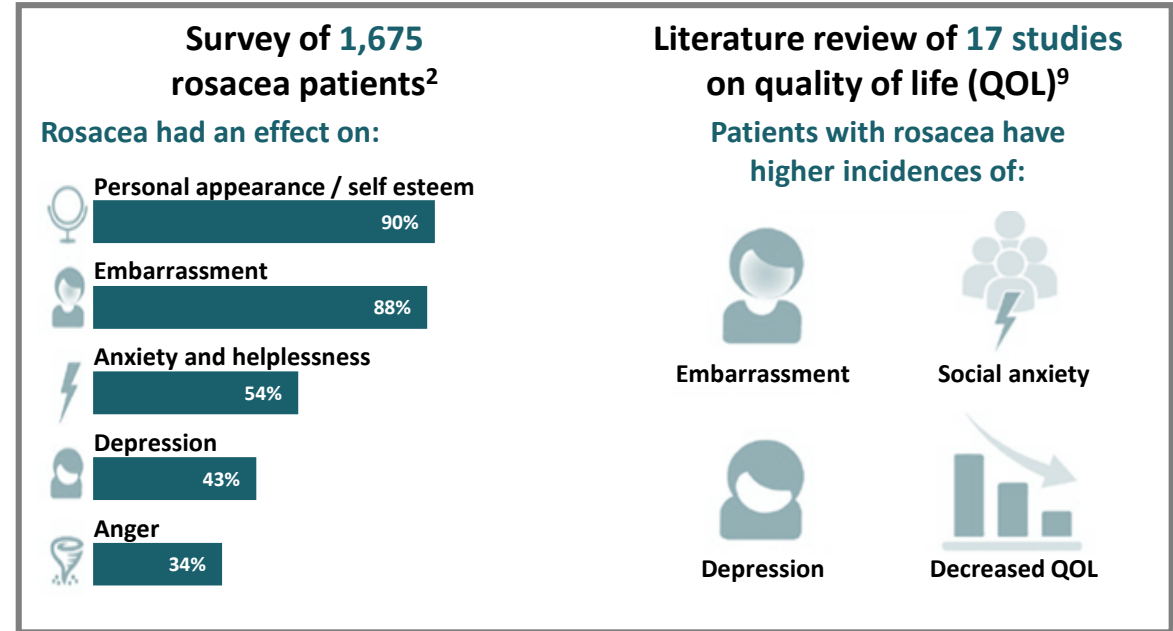 Survey of 1,675
rosacea patients2
Rosacea had an effect on:
Personal appearance / self esteem
90%
Embarrassment
88%
Anxiety and helplessness
54%
Depression
43%
Anger
34%
Literature review of 17 studies
on quality of life (QOL)9
Patients with rosacea have
higher incidences of:
Embarrassment
Social anxiety
Depression
Decreased QOL